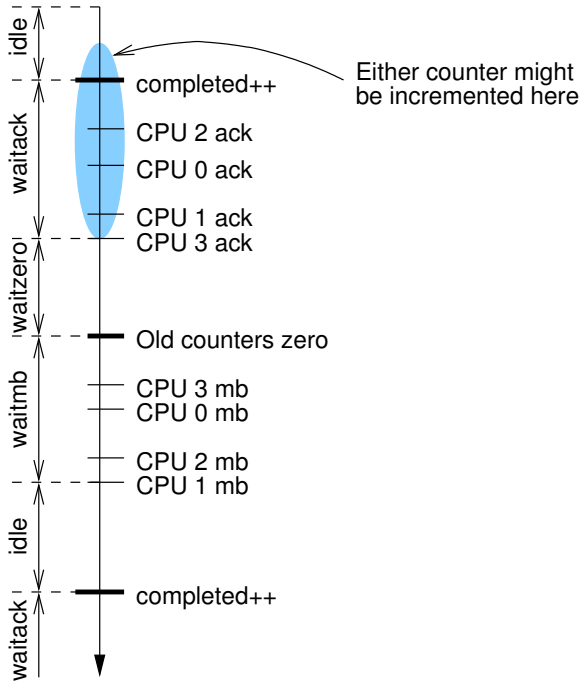 idle
completed++
Either counter might
be incremented here
waitack
CPU 2 ack
CPU 0 ack
CPU 1 ack
CPU 3 ack
waitzero
Old counters zero
waitmb
CPU 3 mb
CPU 0 mb
CPU 2 mb
CPU 1 mb
idle
completed++
waitack